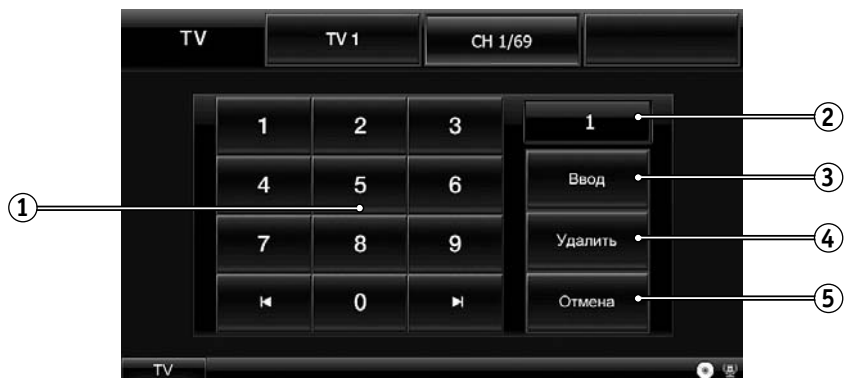 TV TV 1 CH 1/69
1 2 3 1 ②
4 5 6 Ввод ③
①
7 8 9 Удалить ④
0 Отмена ⑤
TV